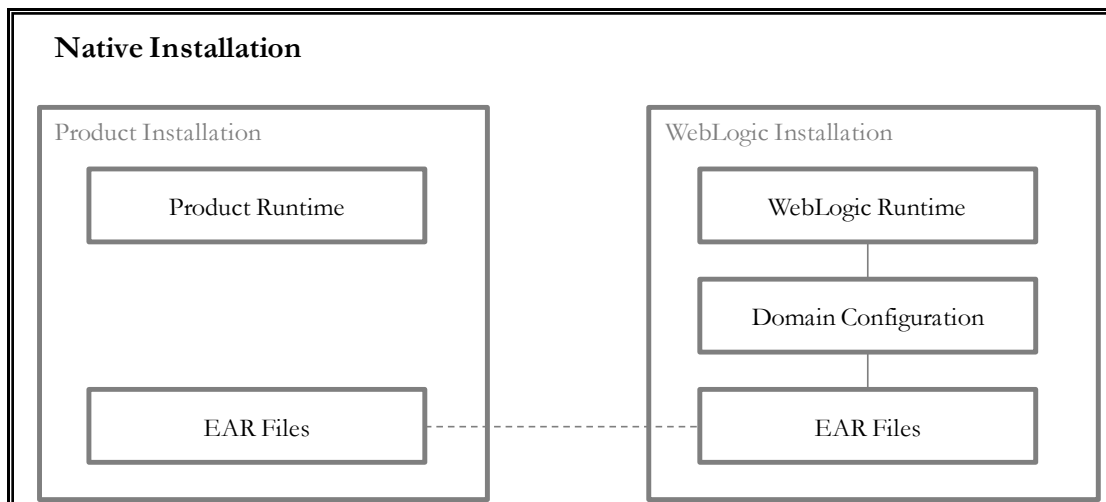 Native Installation
Product Installation
Product Runtime
EAR Files
WebLogic Installation
WebLogic Runtime
Domain Configuration
EAR Files